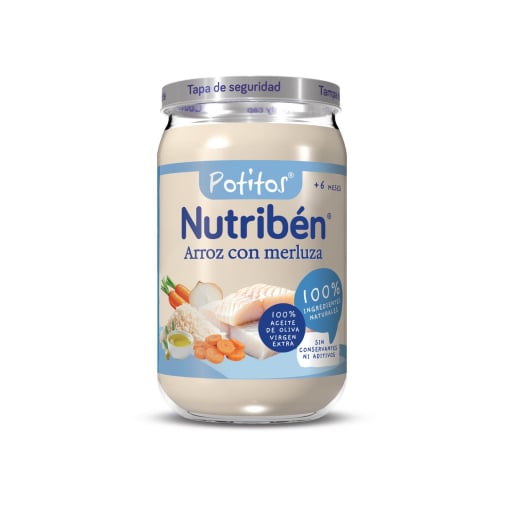 Tapa de seguridad
Potitos®
+6 MESES
Nutribén®
Arroz con merluza
100%
INGREDIENTES
NATURALES
100%
ACEITE
DE OLIVA
VIRGEN
EXTRA
SIN
CONSERVANTES
NI ADITIVOS